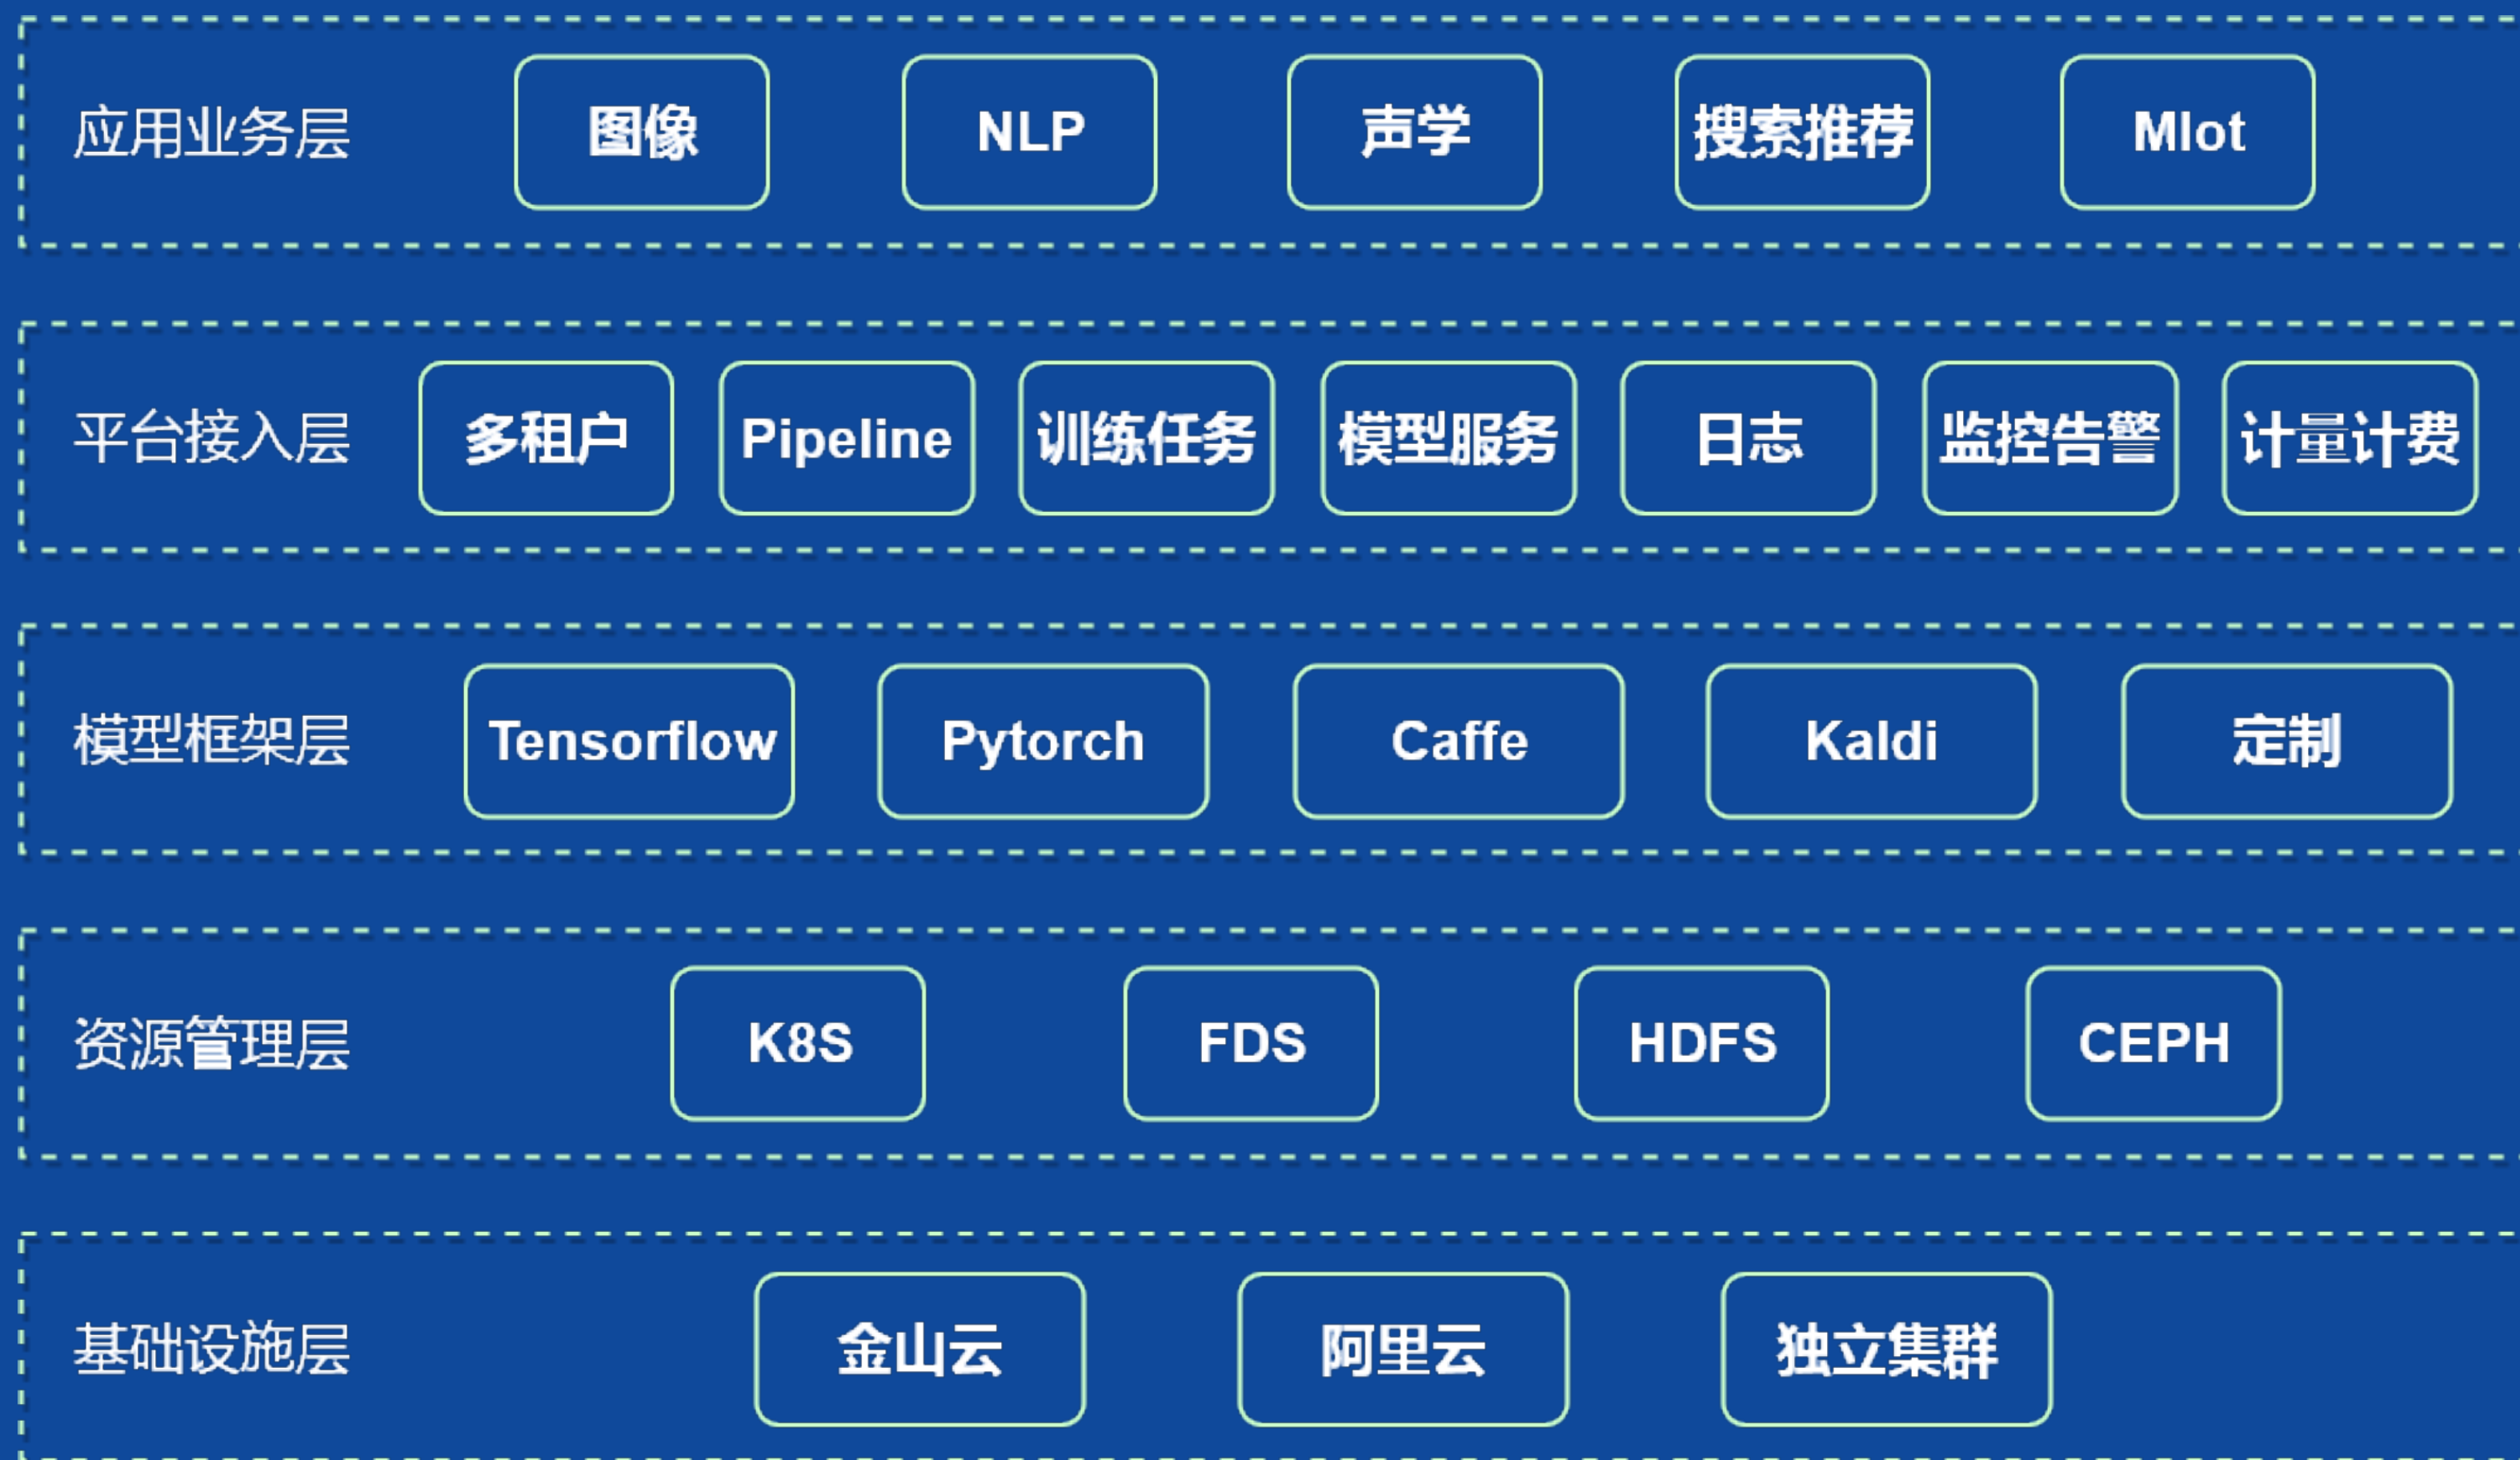 应用业务层 图像 NLP 声学 搜索推荐 MIot
平台接入层 多租户 Pipeline 训练任务 模型服务 日志 监控告警 计量计费
模型框架层 Tensorflow Pytorch Caffe Kaldi 定制
资源管理层 K8S FDS HDFS CEPH
基础设施层 金山云 阿里云 独立集群